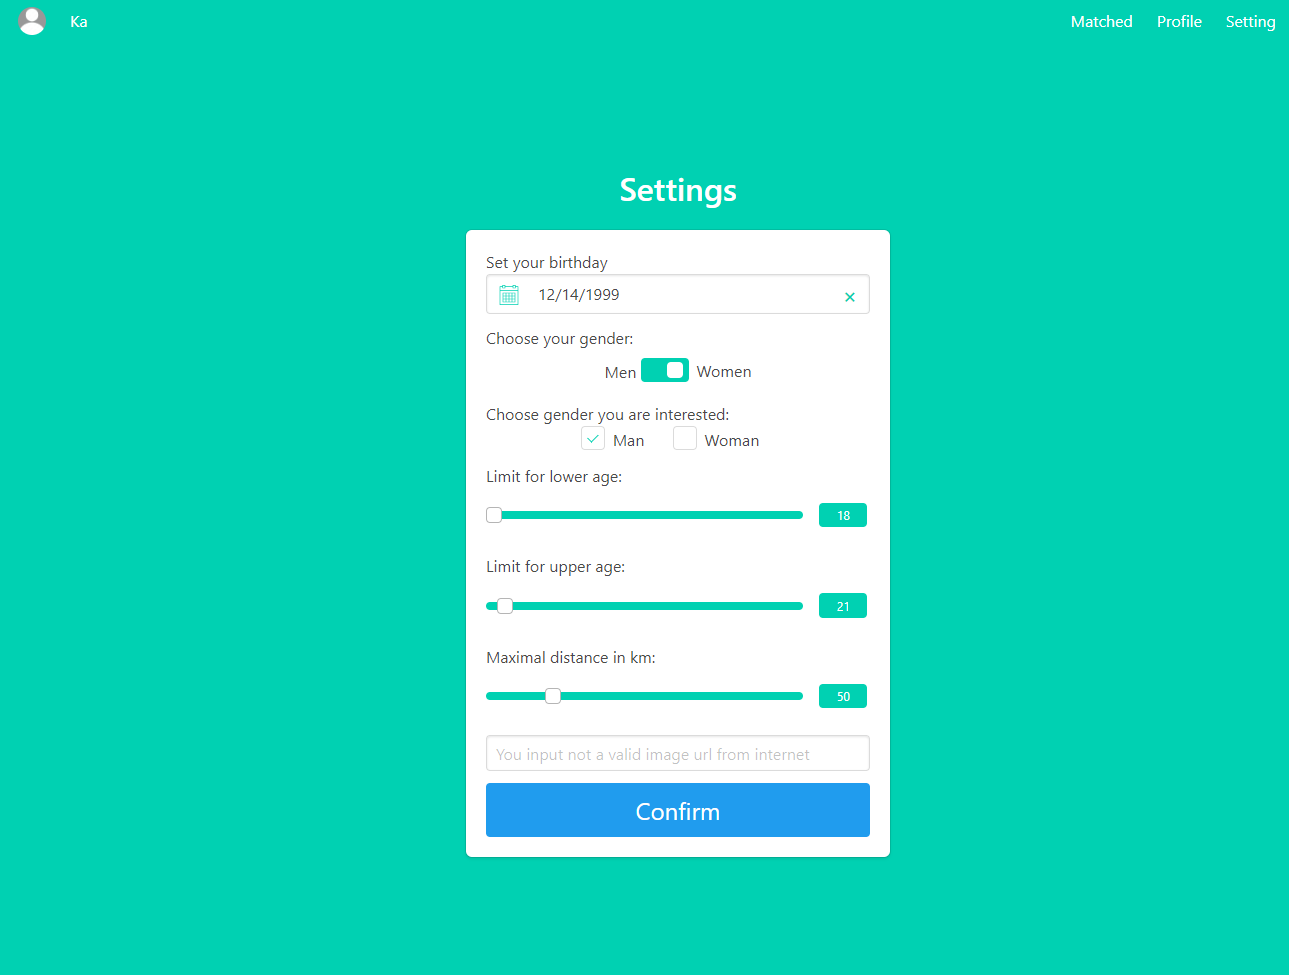 Ka Matched Profile Setting
Settings
Set your birthday
12/14/1999
Choose your gender:
Men Women
Choose gender you are interested:
Man Woman
Limit for lower age:
18
Limit for upper age:
21
Maximal distance in km:
50
You input not a valid image url from internet
Confirm